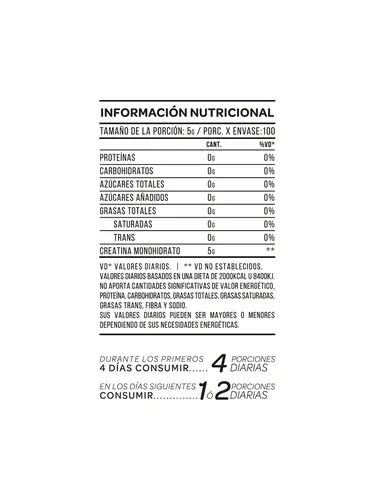 INFORMACIÓN NUTRICIONAL
TAMAÑO DE LA PORCIÓN: 5G / PORC. X ENVASE:100
CANT. %VD*
PROTEÍNAS 0G 0%
CARBOHIDRATOS 0G 0%
AZÚCARES TOTALES 0G 0%
AZÚCARES AÑADIDOS 0G 0%
GRASAS TOTALES 0G 0%
SATURADAS 0G 0%
TRANS 0G 0%
CREATINA MONOHIDRATO 5G **
VD* VALORES DIARIOS. | ** VD NO ESTABLECIDOS.
VALORES DIARIOS BASADOS EN UNA DIETA DE 2000KCAL U 8400KJ.
NO APORTA CANTIDADES SIGNIFICATIVAS DE VALOR ENERGÉTICO,
PROTEÍNA, CARBOHIDRATOS, GRASAS TOTALES, GRASAS SATURADAS,
GRASAS TRANS, FIBRA Y SODIO.
SUS VALORES DIARIOS PUEDEN SER MAYORES O MENORES
DEPENDIENDO DE SUS NECESIDADES ENERGÉTICAS.
DURANTE LOS PRIMEROS
4 DÍAS CONSUMIR...... 4 PORCIONES DIARIAS
EN LOS DÍAS SIGUIENTES
CONSUMIR.............. 1 Ó 2 PORCIONES DIARIAS